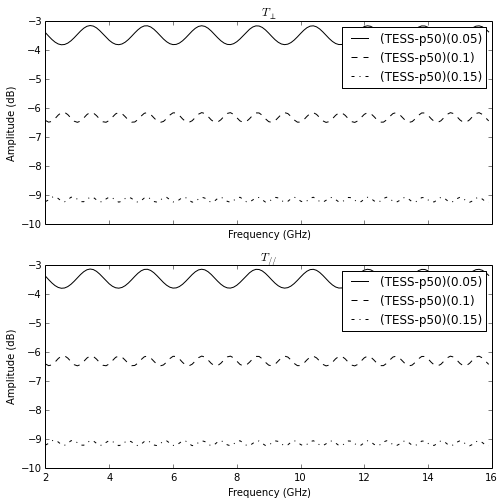 T⊥
−3
−4
−5
−6
−7
−8
−9
−10
Amplitude (dB)
(TESS-p50)(0.05)
(TESS-p50)(0.1)
(TESS-p50)(0.15)
Frequency (GHz)
T//
−3
−4
−5
−6
−7
−8
−9
−10
Amplitude (dB)
(TESS-p50)(0.05)
(TESS-p50)(0.1)
(TESS-p50)(0.15)
2 4 6 8 10 12 14 16
Frequency (GHz)